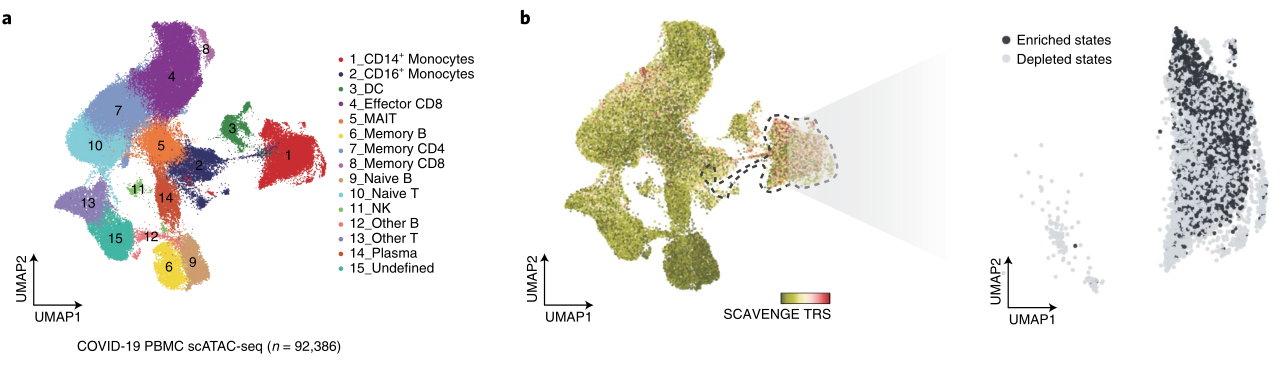 a
8
4
7
10
5
3
1
2
11
14
13
15
12
6
9
UMAP2
UMAP1
1_CD14⁺ Monocytes
2_CD16⁺ Monocytes
3_DC
4_Effector CD8
5_MAIT
6_Memory B
7_Memory CD4
8_Memory CD8
9_Naive B
10_Naive T
11_NK
12_Other B
13_Other T
14_Plasma
15_Undefined
COVID-19 PBMC scATAC-seq (n = 92,386)
b
UMAP2
UMAP1
SCAVENGE TRS
Enriched states
Depleted states
UMAP2
UMAP1